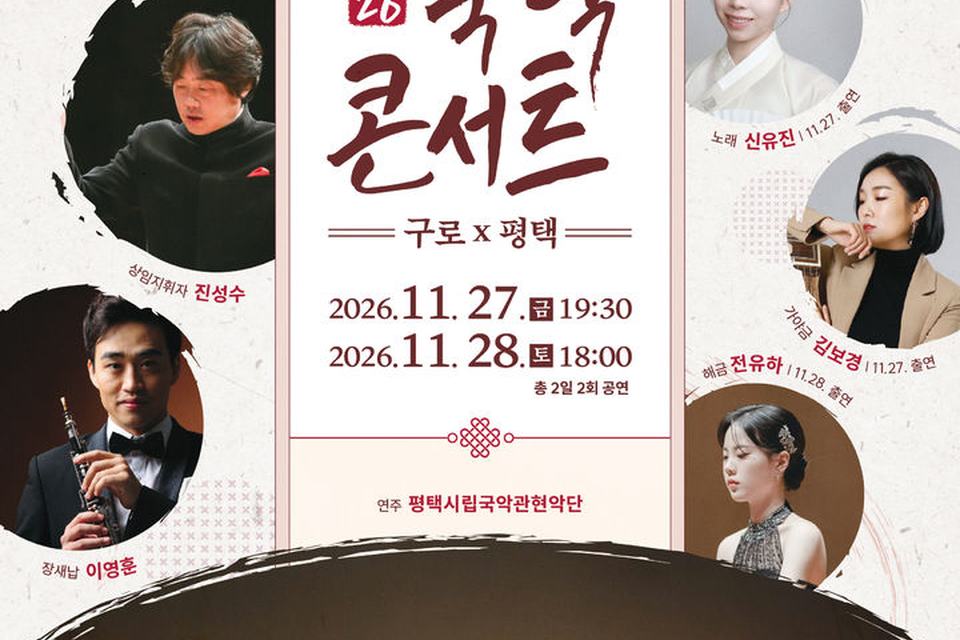 26
콘서트
구로 x 평택
2026.11. 27.금 19:30
2026.11. 28.토 18:00
총 2일 2회 공연
연주 평택시립국악관현악단
상임지휘자 진성수
장새납 이영훈
노래 신유진 | 11.27. 출연
가야금 김보경 | 11.27. 출연
해금 전유하 | 11.28. 출연